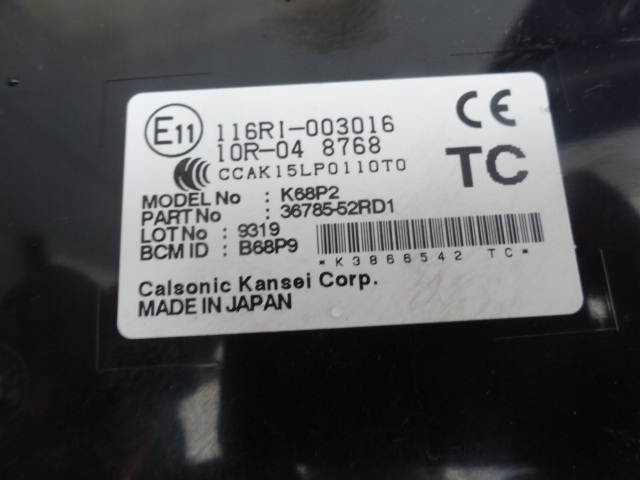 E11 116RI-003016
10R-04 8768
CCAK15LP0110T0
CE
TC
MODEL No : K68P2
PART No : 36785-52RD1
LOT No : 9319
BCM ID : B68P9
*K3866542 TC*
Calsonic Kansei Corp.
MADE IN JAPAN